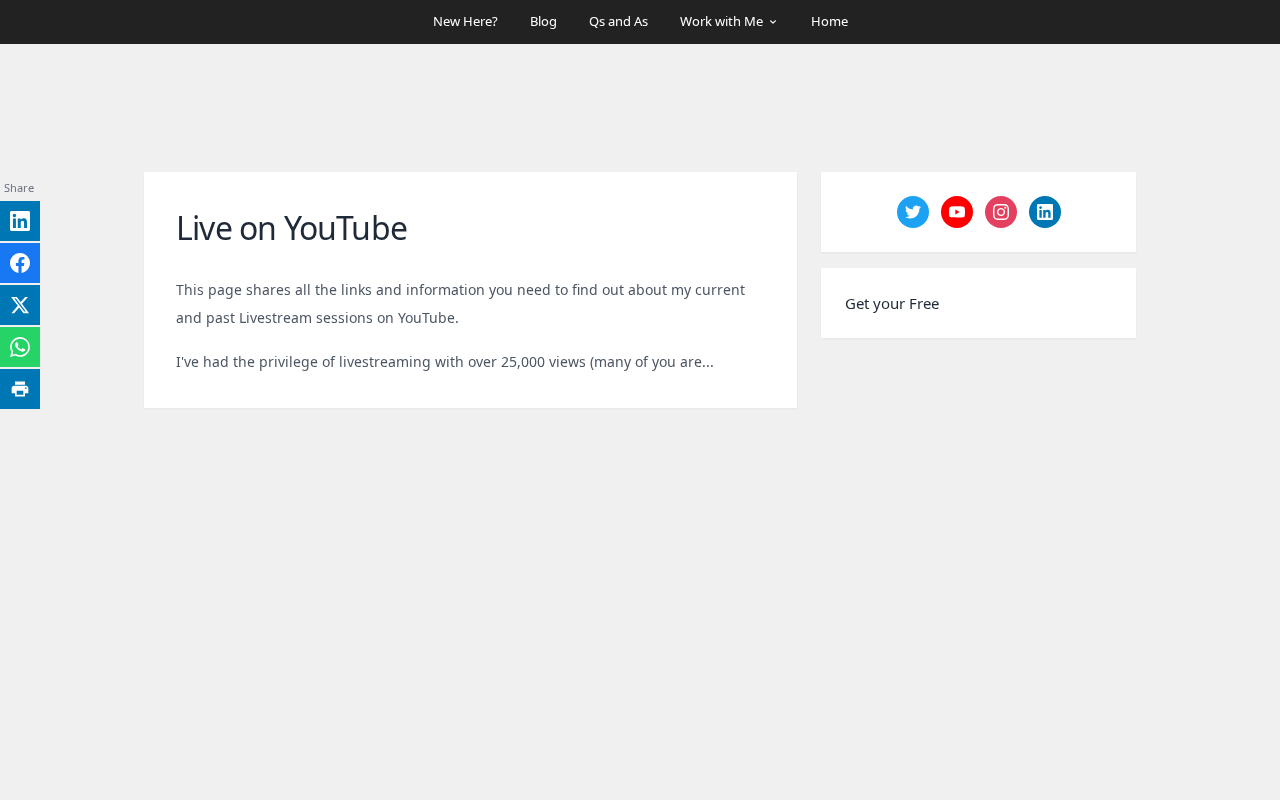 New Here? Blog Qs and As Work with Me Home
Share
Live on YouTube
This page shares all the links and information you need to find out about my current
and past Livestream sessions on YouTube.
I've had the privilege of livestreaming with over 25,000 views (many of you are...
Get your Free